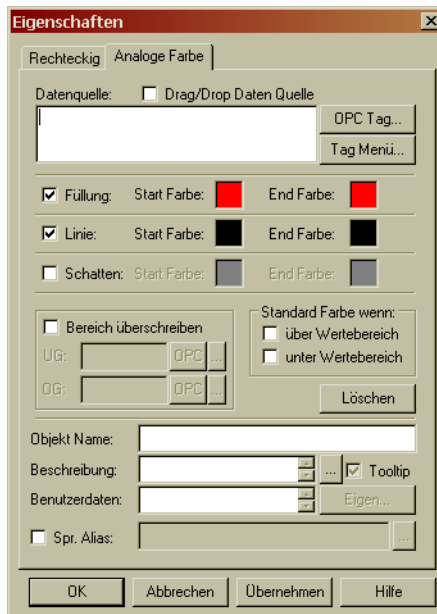 Eigenschaften
Rechteckig Analoge Farbe
Datenquelle: Drag/Drop Daten Quelle
OPC Tag...
Tag Menü...
Füllung: Start Farbe: End Farbe:
Linie: Start Farbe: End Farbe:
Schatten: Start Farbe: End Farbe:
Bereich überschreiben
UG: OPC ...
OG: OPC ...
Standard Farbe wenn:
über Wertebereich
unter Wertebereich
Löschen
Objekt Name:
Beschreibung: ... Tooltip
Benutzerdaten: Eigen...
Spr. Alias: ...
OK Abbrechen Übernehmen Hilfe